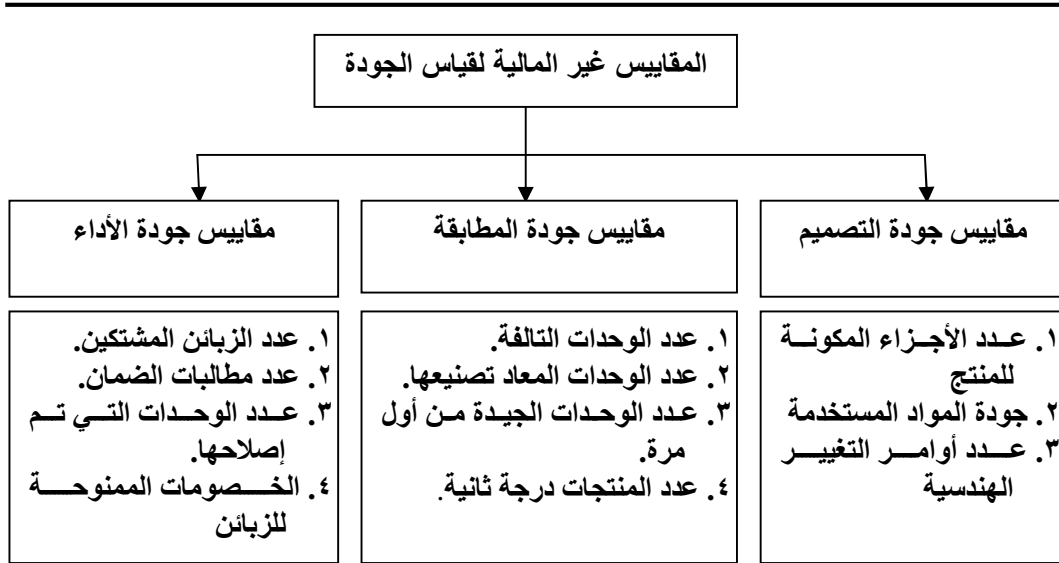 المقاييس غير المالية لقياس الجودة
مقاييس جودة التصميم
مقاييس جودة المطابقة
مقاييس جودة الأداء
١. عدد الأجزاء المكونة
للمنتج
٢. جودة المواد المستخدمة
٣. عدد أوامر التغيير
الهندسية
١. عدد الوحدات التالفة.
٢. عدد الوحدات المعاد تصنيعها.
٣. عدد الوحدات الجيدة من أول
مرة.
٤. عدد المنتجات درجة ثانية.
١. عدد الزبائن المشتكين.
٢. عدد مطالبات الضمان.
٣. عدد الوحدات التي تم
إصلاحها.
٤. الخصومات الممنوحة
للزبائن